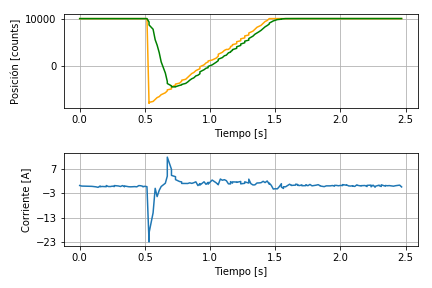 10000
0
Posición [counts]
0.0 0.5 1.0 1.5 2.0 2.5
Tiempo [s]
7
−3
−13
−23
Corriente [A]
0.0 0.5 1.0 1.5 2.0 2.5
Tiempo [s]